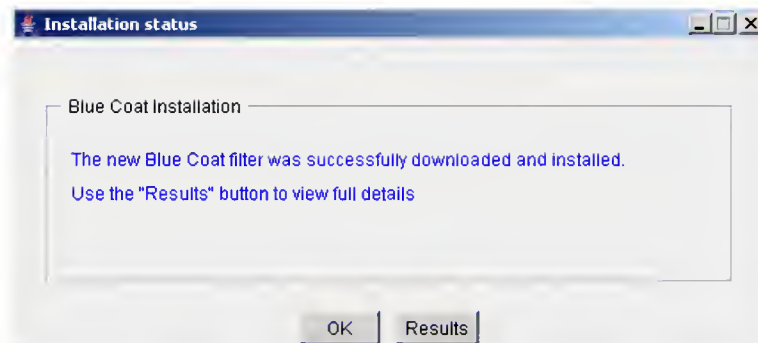 Installation status
Blue Coat Installation
The new Blue Coat filter was successfully downloaded and installed.
Use the "Results" button to view full details
OK Results